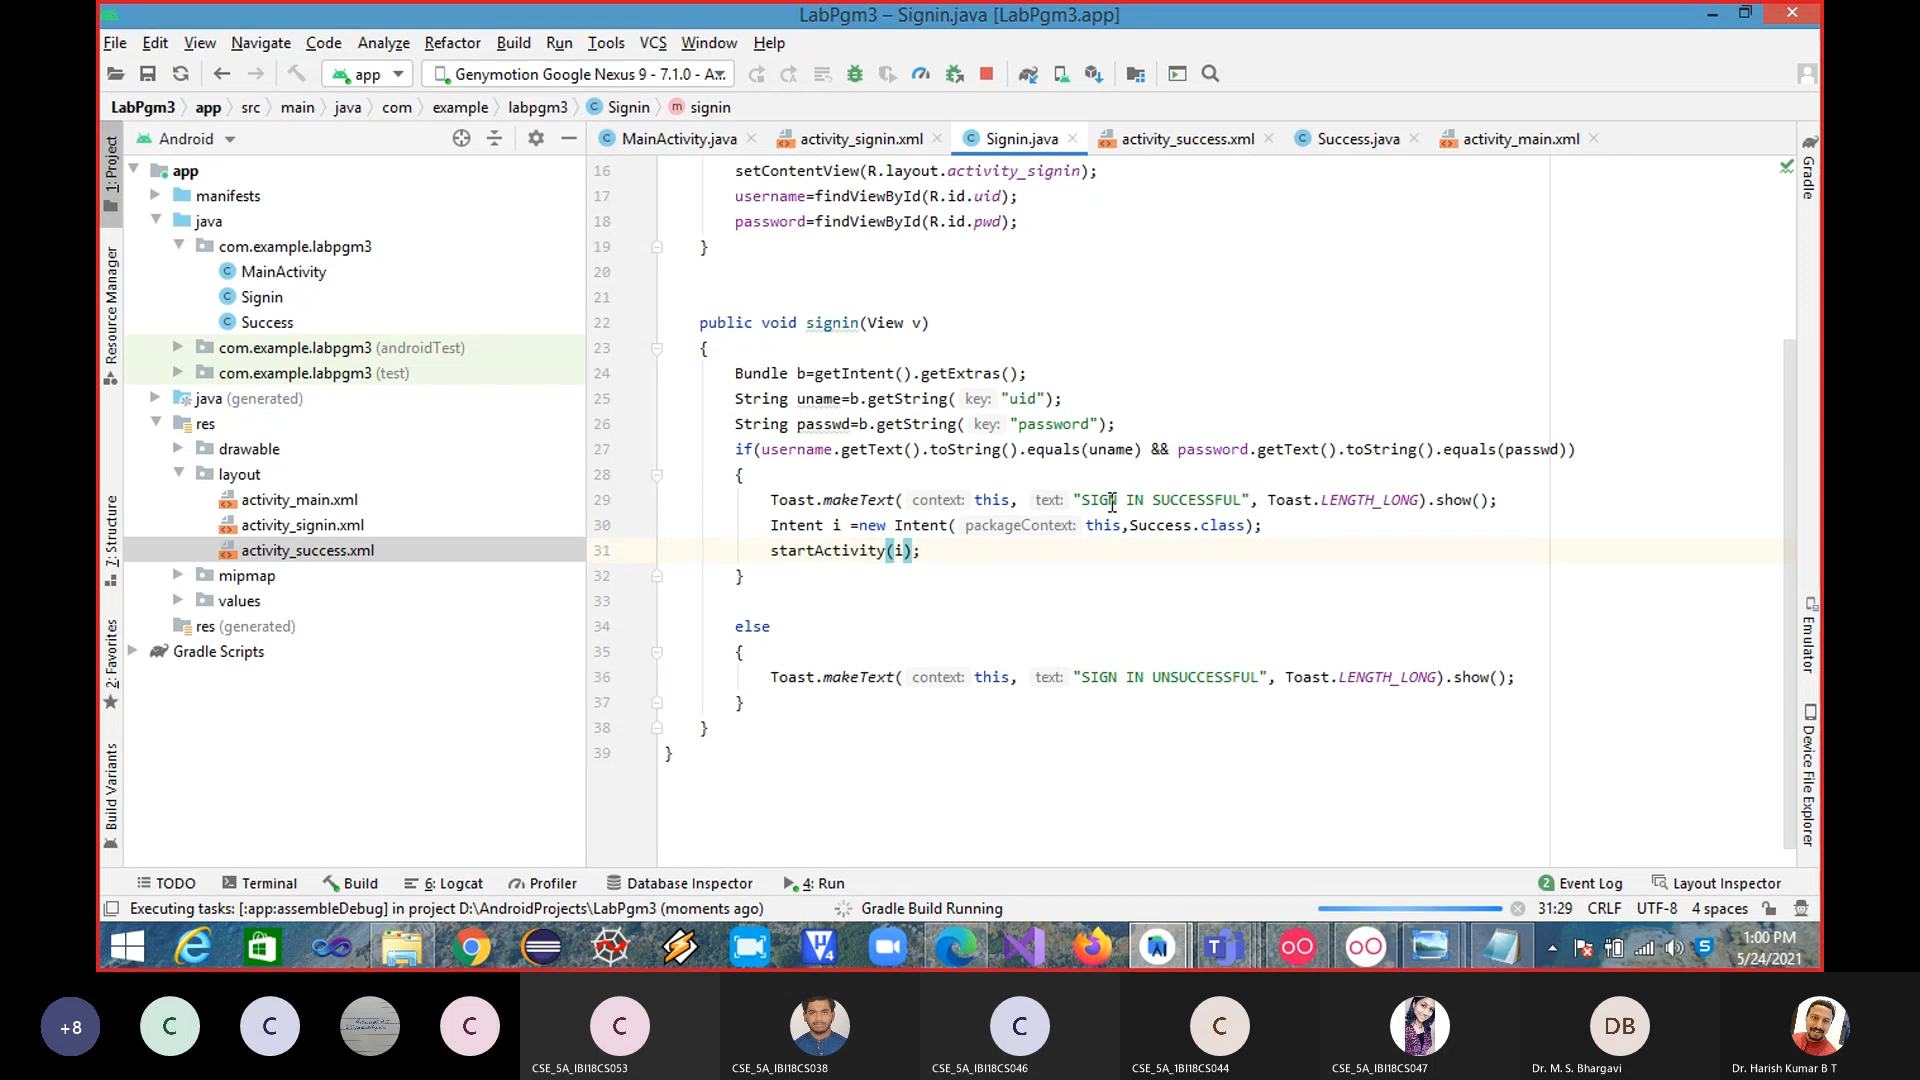 LabPgm3 – Signin.java [LabPgm3.app]
File Edit View Navigate Code Analyze Refactor Build Run Tools VCS Window Help
app Genymotion Google Nexus 9 - 7.1.0 - A...
LabPgm3 app src main java com example labpgm3 Signin signin
1: Project
Resource Manager
7: Structure
2: Favorites
Build Variants
Android
app
manifests
java
com.example.labpgm3
MainActivity
Signin
Success
com.example.labpgm3 (androidTest)
com.example.labpgm3 (test)
java (generated)
res
drawable
layout
activity_main.xml
activity_signin.xml
activity_success.xml
mipmap
values
res (generated)
Gradle Scripts
MainActivity.java activity_signin.xml Signin.java activity_success.xml Success.java activity_main.xml
16 setContentView(R.layout.activity_signin);
17 username=findViewById(R.id.uid);
18 password=findViewById(R.id.pwd);
19 }
20
21
22 public void signin(View v)
23 {
24 Bundle b=getIntent().getExtras();
25 String uname=b.getString( key: "uid");
26 String passwd=b.getString( key: "password");
27 if(username.getText().toString().equals(uname) && password.getText().toString().equals(passwd))
28 {
29 Toast.makeText( context: this, text: "SIGN IN SUCCESSFUL", Toast.LENGTH_LONG).show();
30 Intent i =new Intent( packageContext: this,Success.class);
31 startActivity(i);
32 }
33
34 else
35 {
36 Toast.makeText( context: this, text: "SIGN IN UNSUCCESSFUL", Toast.LENGTH_LONG).show();
37 }
38 }
39 }
Gradle
Emulator
Device File Explorer
TODO Terminal Build 6: Logcat Profiler Database Inspector 4: Run 2 Event Log Layout Inspector
Executing tasks: [:app:assembleDebug] in project D:\AndroidProjects\LabPgm3 (moments ago) Gradle Build Running 31:29 CRLF UTF-8 4 spaces
1:00 PM
5/24/2021
+8 C C C C C C DB
CSE_5A_IBI18CS053 CSE_5A_IBI18CS038 CSE_5A_IBI18CS046 CSE_5A_1BI18CS044 CSE_5A_IBI18CS047 Dr. M. S. Bhargavi Dr. Harish Kumar B T